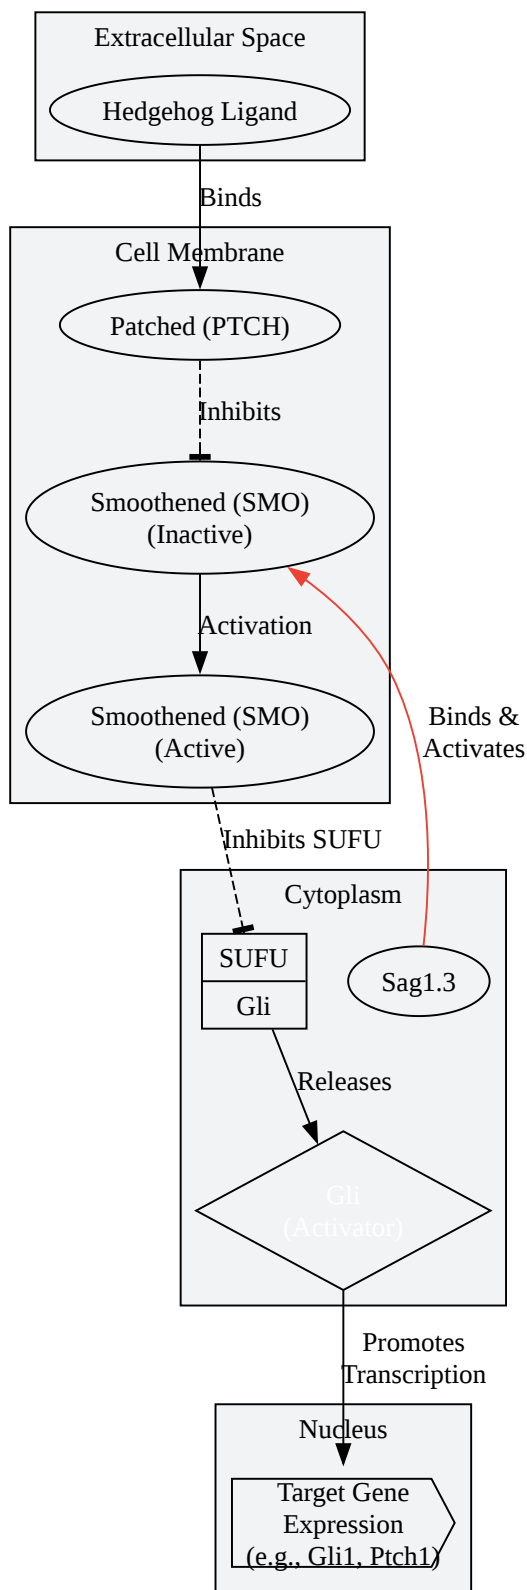 Extracellular Space
Hedgehog Ligand
Binds
Cell Membrane
Patched (PTCH)
Inhibits
Smoothened (SMO)
(Inactive)
Activation
Smoothened (SMO)
(Active)
Binds &
Activates
Inhibits SUFU
Cytoplasm
SUFU
Gli
Sag1.3
Releases
Gli
(Activator)
Promotes
Transcription
Nucleus
Target Gene
Expression
(e.g., Gli1, Ptch1)